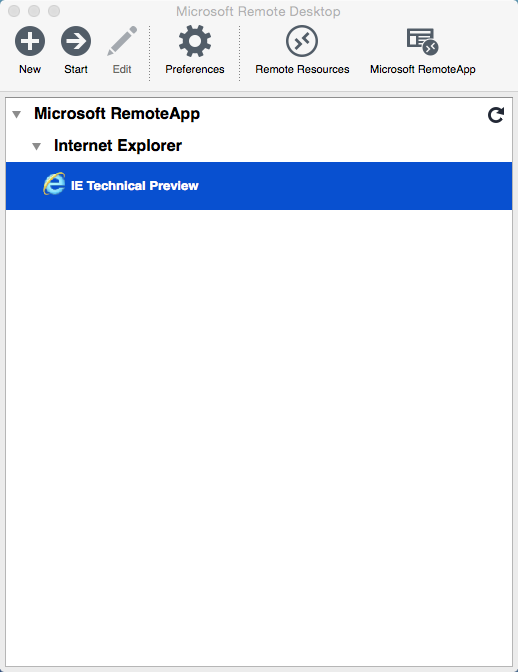 Microsoft Remote Desktop
New Start Edit Preferences Remote Resources Microsoft RemoteApp
Microsoft RemoteApp
Internet Explorer
IE Technical Preview